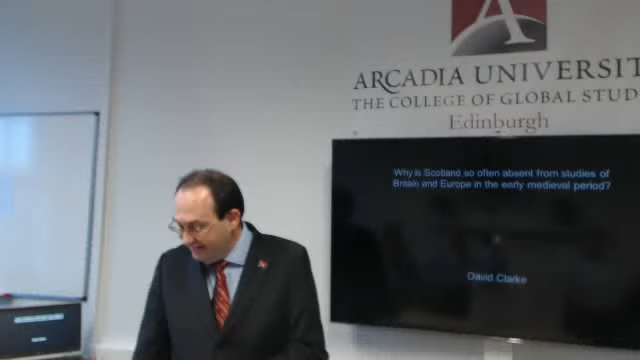 A
ARCADIA UNIVERSIT
THE COLLEGE OF GLOBAL STUD
Edinburgh
Why is Scotland so often absent from studies of
Britain and Europe in the early medieval period?
David Clarke